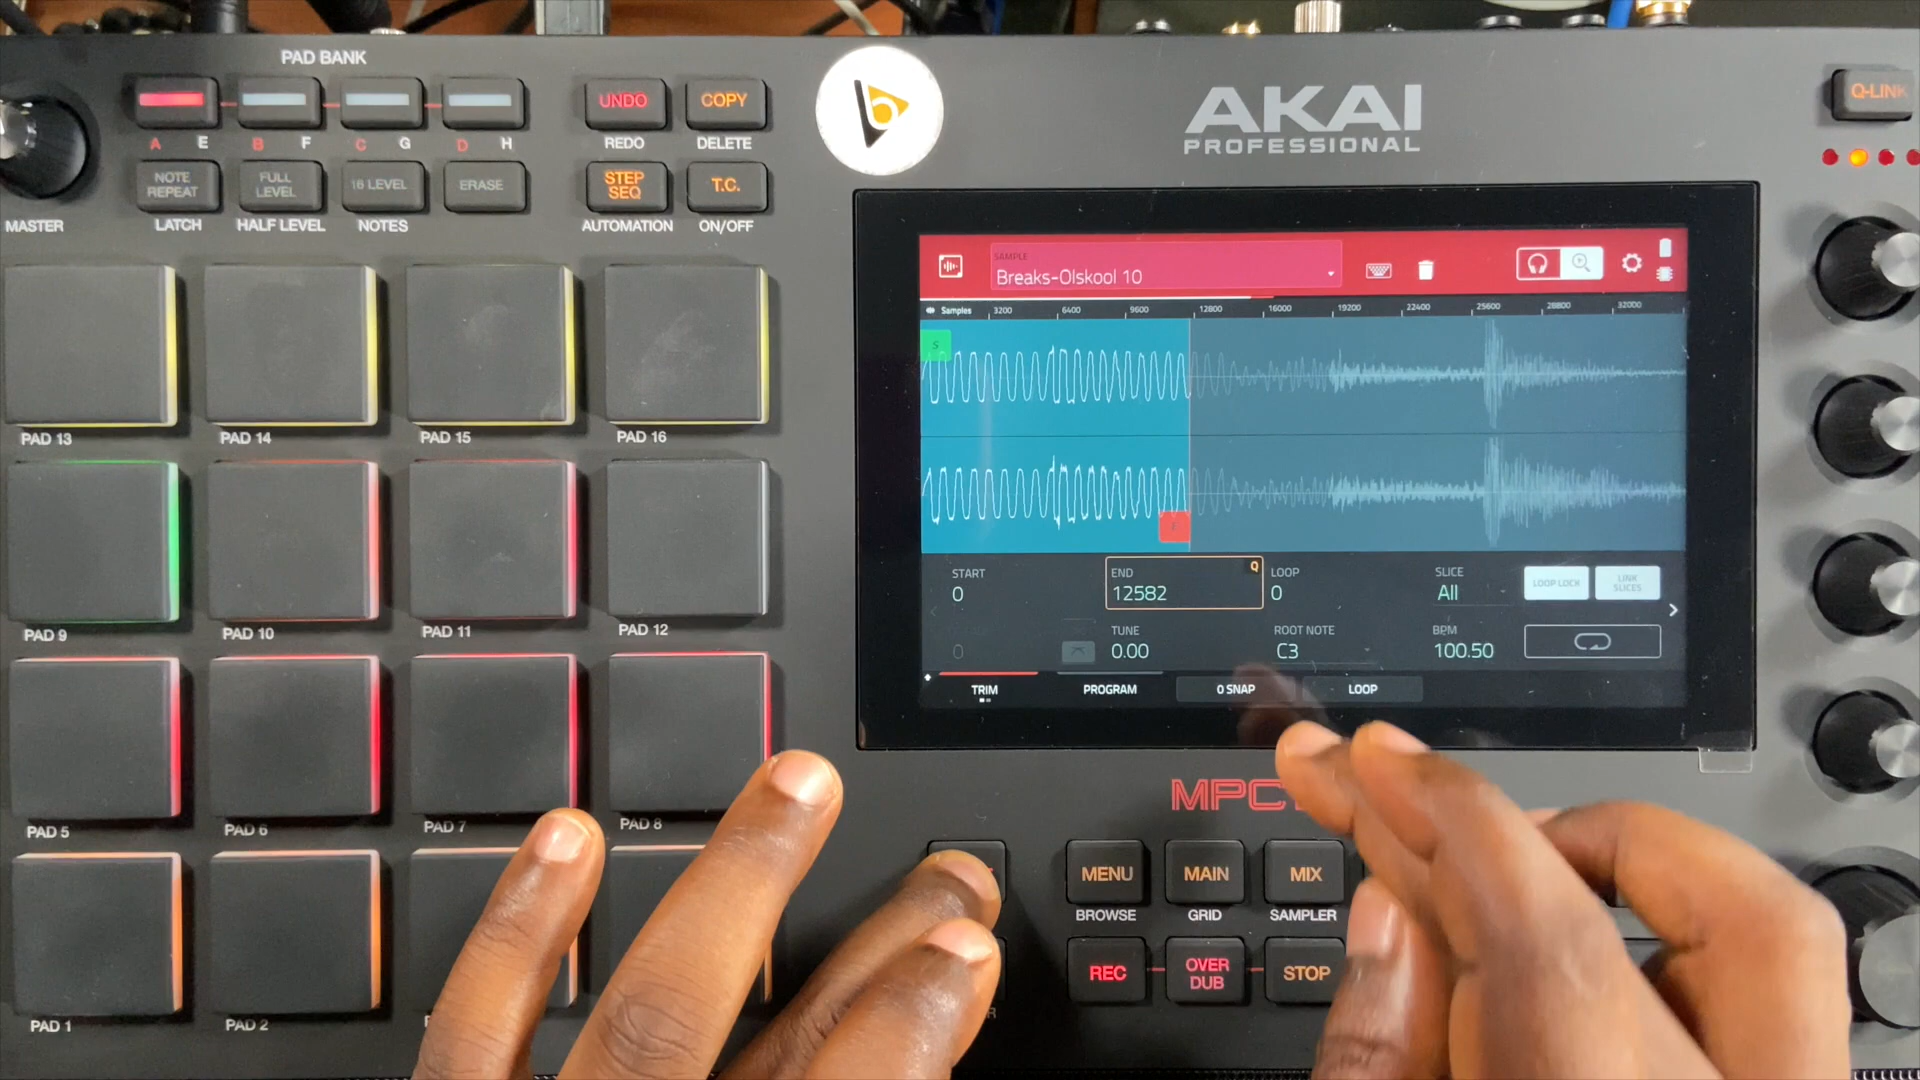 PAD BANK
A E B F C G D H
NOTE REPEAT
FULL LEVEL
16 LEVEL
ERASE
LATCH
HALF LEVEL
NOTES
MASTER
UNDO
COPY
REDO
DELETE
STEP SEQ
T.C.
AUTOMATION
ON/OFF
AKAI
PROFESSIONAL
Q-LINK
SAMPLE
Breaks-Olskool 10
Samples 3200 6400 9600 12800 16000 19200 22400 25600 28800 32000
S
START
0
END
Q
12582
LOOP
0
SLICE
All
LOOP LOCK
LINK SLICES
0
TUNE
0.00
ROOT NOTE
C3
BPM
100.50
TRIM
PROGRAM
0 SNAP
LOOP
PAD 13
PAD 14
PAD 15
PAD 16
PAD 9
PAD 10
PAD 11
PAD 12
PAD 5
PAD 6
PAD 7
PAD 8
PAD 1
PAD 2
MPC
MENU
MAIN
MIX
BROWSE
GRID
SAMPLER
REC
OVER DUB
STOP